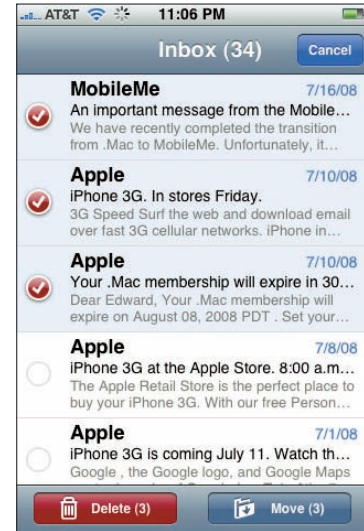 AT&T 11:06 PM
Inbox (34) Cancel
MobileMe 7/16/08
An important message from the Mobile...
We have recently completed the transition
from .Mac to MobileMe. Unfortunately, it...
Apple 7/10/08
iPhone 3G. In stores Friday.
3G Speed Surf the web and download email
over fast 3G cellular networks. iPhone in...
Apple 7/10/08
Your .Mac membership will expire in 30...
Dear Edward, Your .Mac membership will
expire on August 08, 2008 PDT . Set your...
Apple 7/8/08
iPhone 3G at the Apple Store. 8:00 a.m...
The Apple Retail Store is the perfect place to
buy your iPhone 3G. With our free Person...
Apple 7/1/08
iPhone 3G is coming July 11. Watch th...
Google , the Google logo, and Google Maps
Delete (3) Move (3)